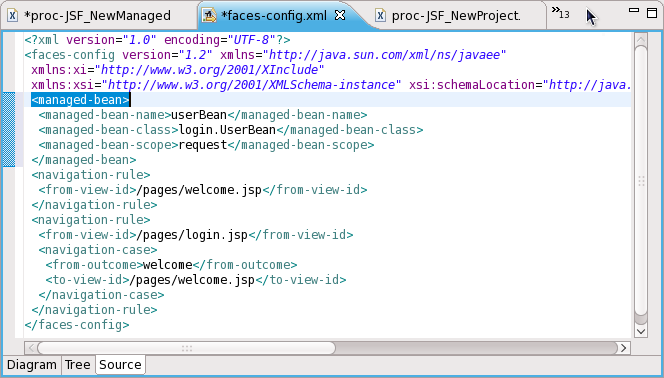 *proc-JSF_NewManaged *faces-config.xml proc-JSF_NewProject. »13
<?xml version="1.0" encoding="UTF-8"?>
<faces-config version="1.2" xmlns="http://java.sun.com/xml/ns/javaee"
xmlns:xi="http://www.w3.org/2001/XInclude"
xmlns:xsi="http://www.w3.org/2001/XMLSchema-instance" xsi:schemaLocation="http://java.
<managed-bean>
<managed-bean-name>userBean</managed-bean-name>
<managed-bean-class>login.UserBean</managed-bean-class>
<managed-bean-scope>request</managed-bean-scope>
</managed-bean>
<navigation-rule>
<from-view-id>/pages/welcome.jsp</from-view-id>
</navigation-rule>
<navigation-rule>
<from-view-id>/pages/login.jsp</from-view-id>
<navigation-case>
<from-outcome>welcome</from-outcome>
<to-view-id>/pages/welcome.jsp</to-view-id>
</navigation-case>
</navigation-rule>
</faces-config>
Diagram Tree Source